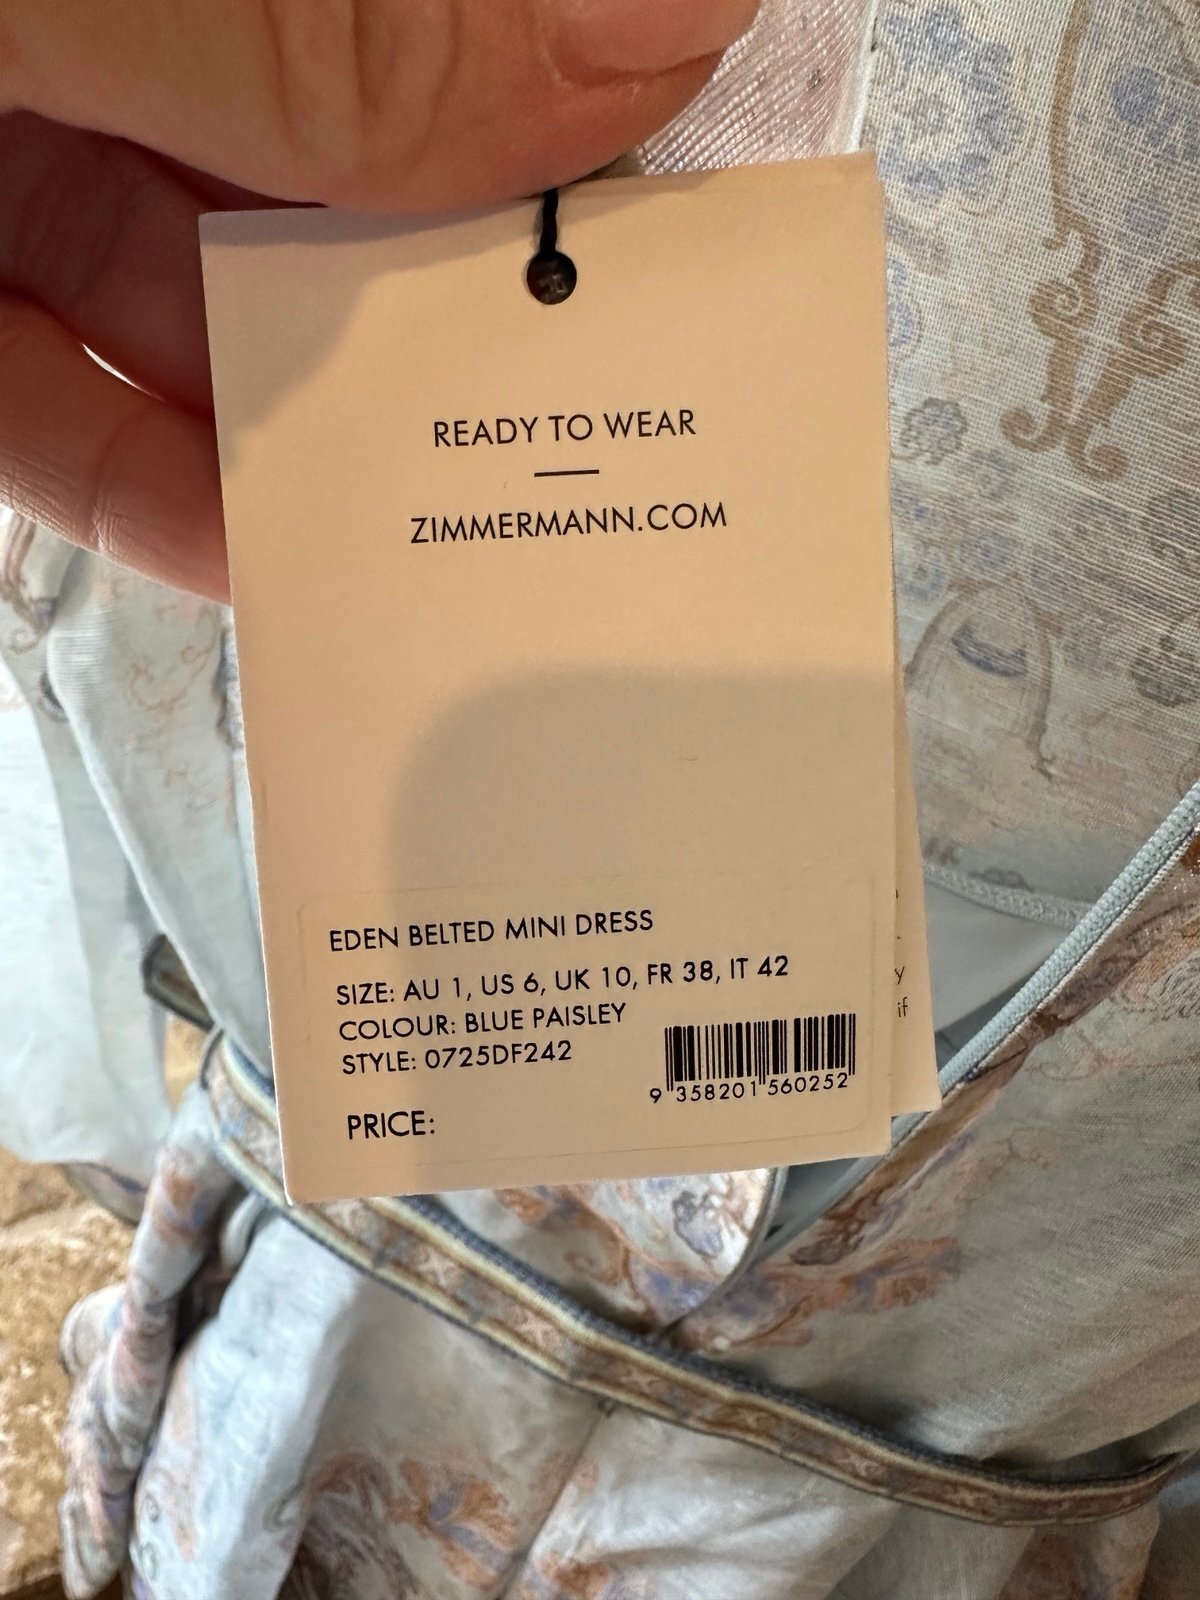 READY TO WEAR
ZIMMERMANN.COM
EDEN BELTED MINI DRESS
SIZE: AU 1, US 6, UK 10, FR 38, IT 42
COLOUR: BLUE PAISLEY
STYLE: 0725DF242
9 358201 560252
PRICE:
y
if